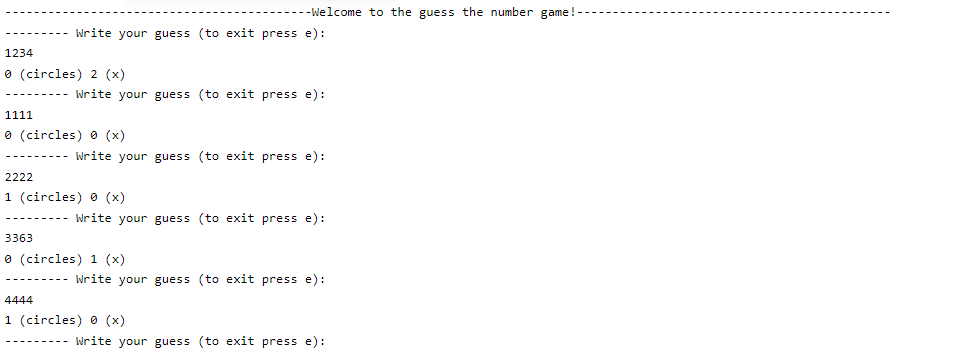 -------------------------------------------Welcome to the guess the number game!--------------------------------------------
--------- Write your guess (to exit press e):
1234
0 (circles) 2 (x)
--------- Write your guess (to exit press e):
1111
0 (circles) 0 (x)
--------- Write your guess (to exit press e):
2222
1 (circles) 0 (x)
--------- Write your guess (to exit press e):
3363
0 (circles) 1 (x)
--------- Write your guess (to exit press e):
4444
1 (circles) 0 (x)
--------- Write your guess (to exit press e):